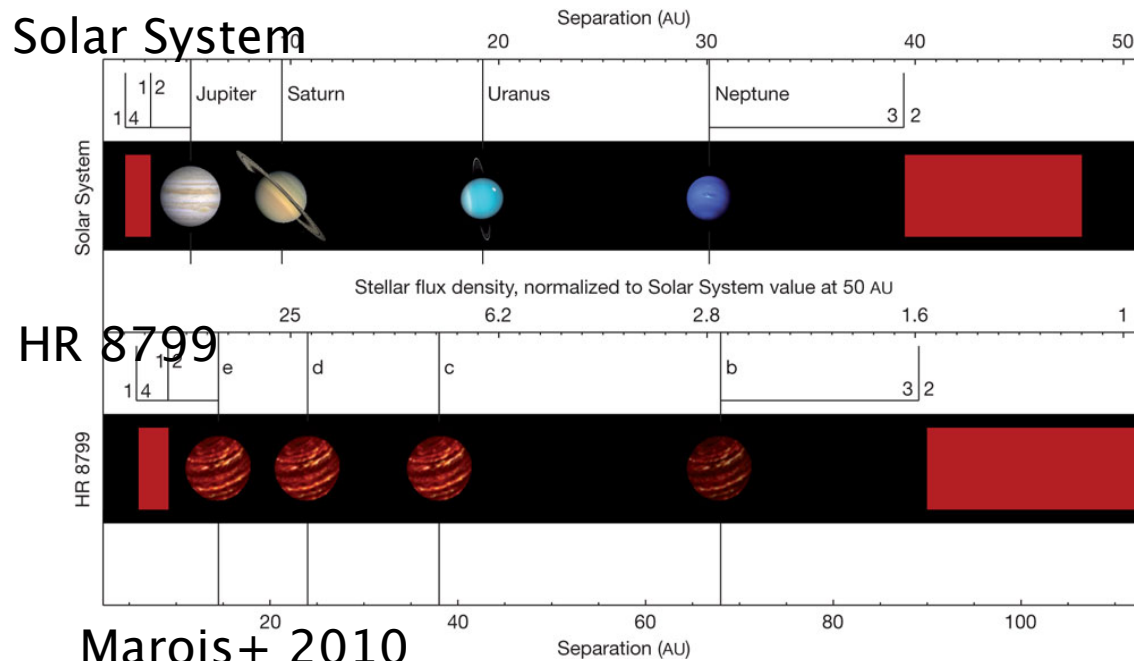 Separation (AU)
Solar System
10 20 30 40 50
1 2 Jupiter Saturn Uranus Neptune
1 4 3 2
Solar System
Stellar flux density, normalized to Solar System value at 50 AU
25 6.2 2.8 1.6 1
HR 8799
1 2 e d c b
1 4 3 2
HR 8799
20 40 60 80 100
Marois+ 2010
Separation (AU)